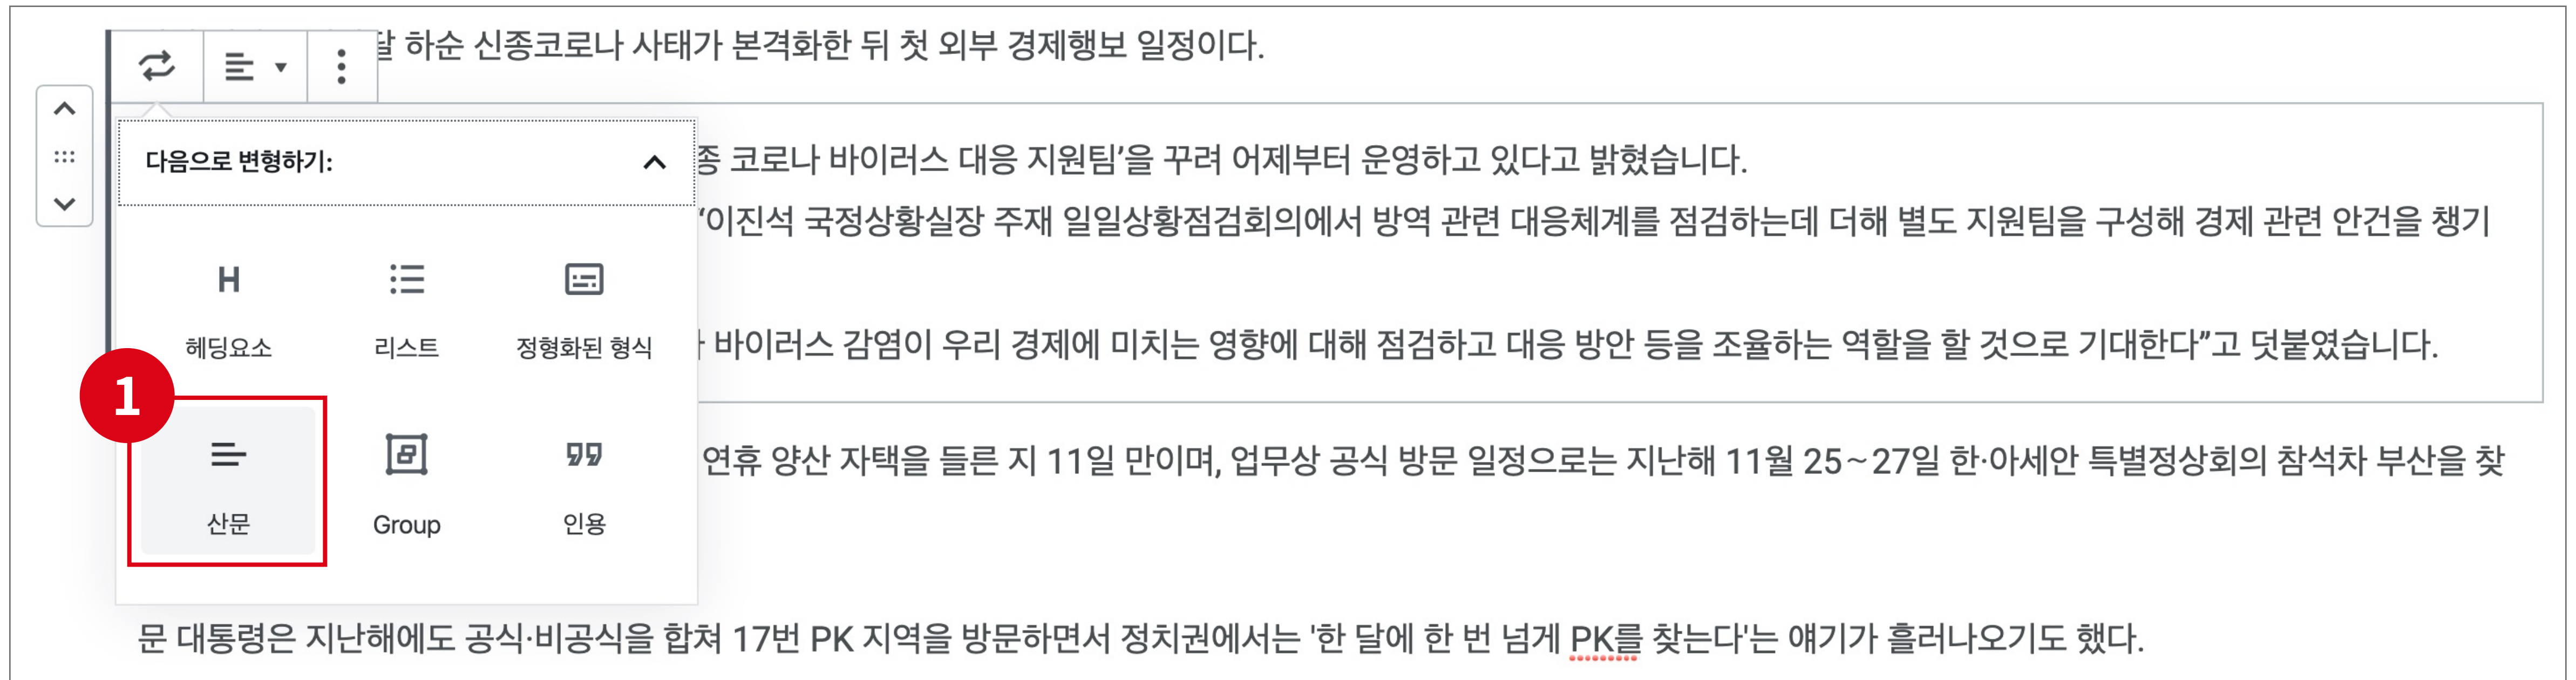 하순 신종코로나 사태가 본격화한 뒤 첫 외부 경제행보 일정이다.
다음으로 변형하기:
종 코로나 바이러스 대응 지원팀’을 꾸려 어제부터 운영하고 있다고 밝혔습니다.
“이진석 국정상황실장 주재 일일상황점검회의에서 방역 관련 대응체계를 점검하는데 더해 별도 지원팀을 구성해 경제 관련 안건을 챙기
H
헤딩요소 리스트 정형화된 형식
바이러스 감염이 우리 경제에 미치는 영향에 대해 점검하고 대응 방안 등을 조율하는 역할을 할 것으로 기대한다”고 덧붙였습니다.
1
연휴 양산 자택을 들른 지 11일 만이며, 업무상 공식 방문 일정으로는 지난해 11월 25~27일 한·아세안 특별정상회의 참석차 부산을 찾
산문 Group 인용
문 대통령은 지난해에도 공식·비공식을 합쳐 17번 PK 지역을 방문하면서 정치권에서는 '한 달에 한 번 넘게 PK를 찾는다'는 얘기가 흘러나오기도 했다.